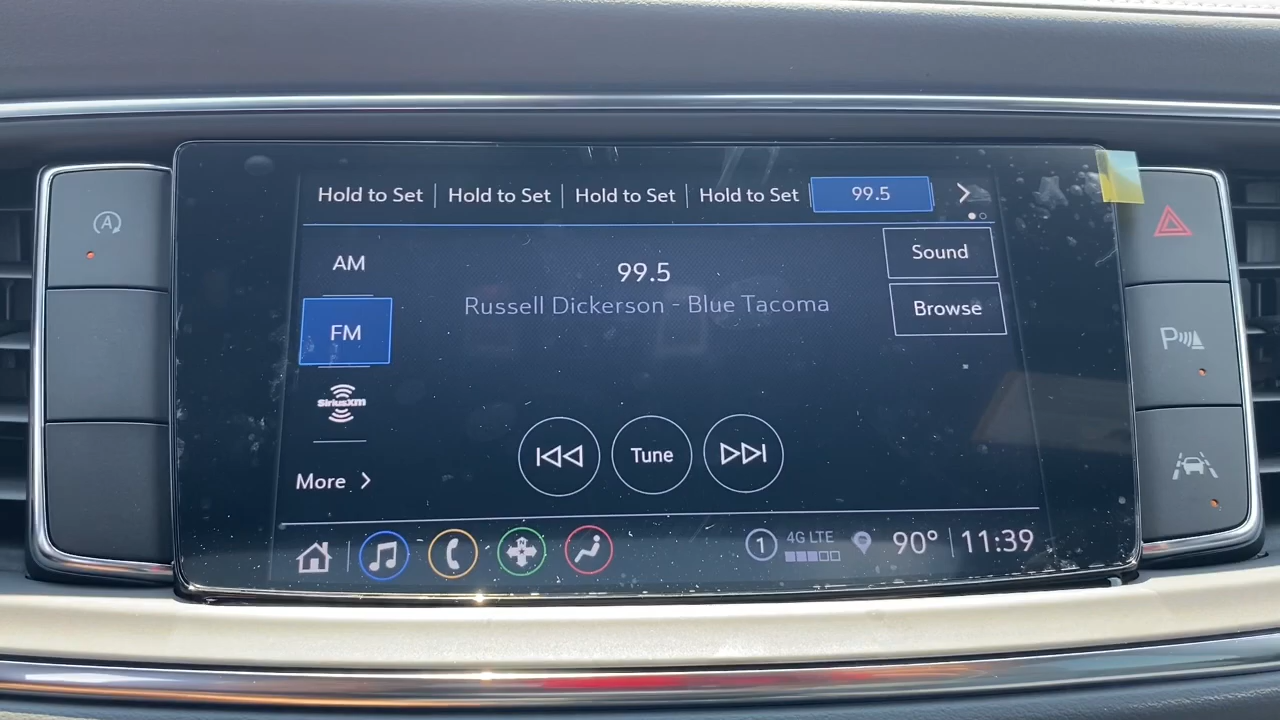 Hold to Set Hold to Set Hold to Set Hold to Set 99.5
A
AM
99.5
Sound
Russell Dickerson - Blue Tacoma
Browse
FM
SiriusXM
P
Tune
More
1 4G LTE 90° 11:39